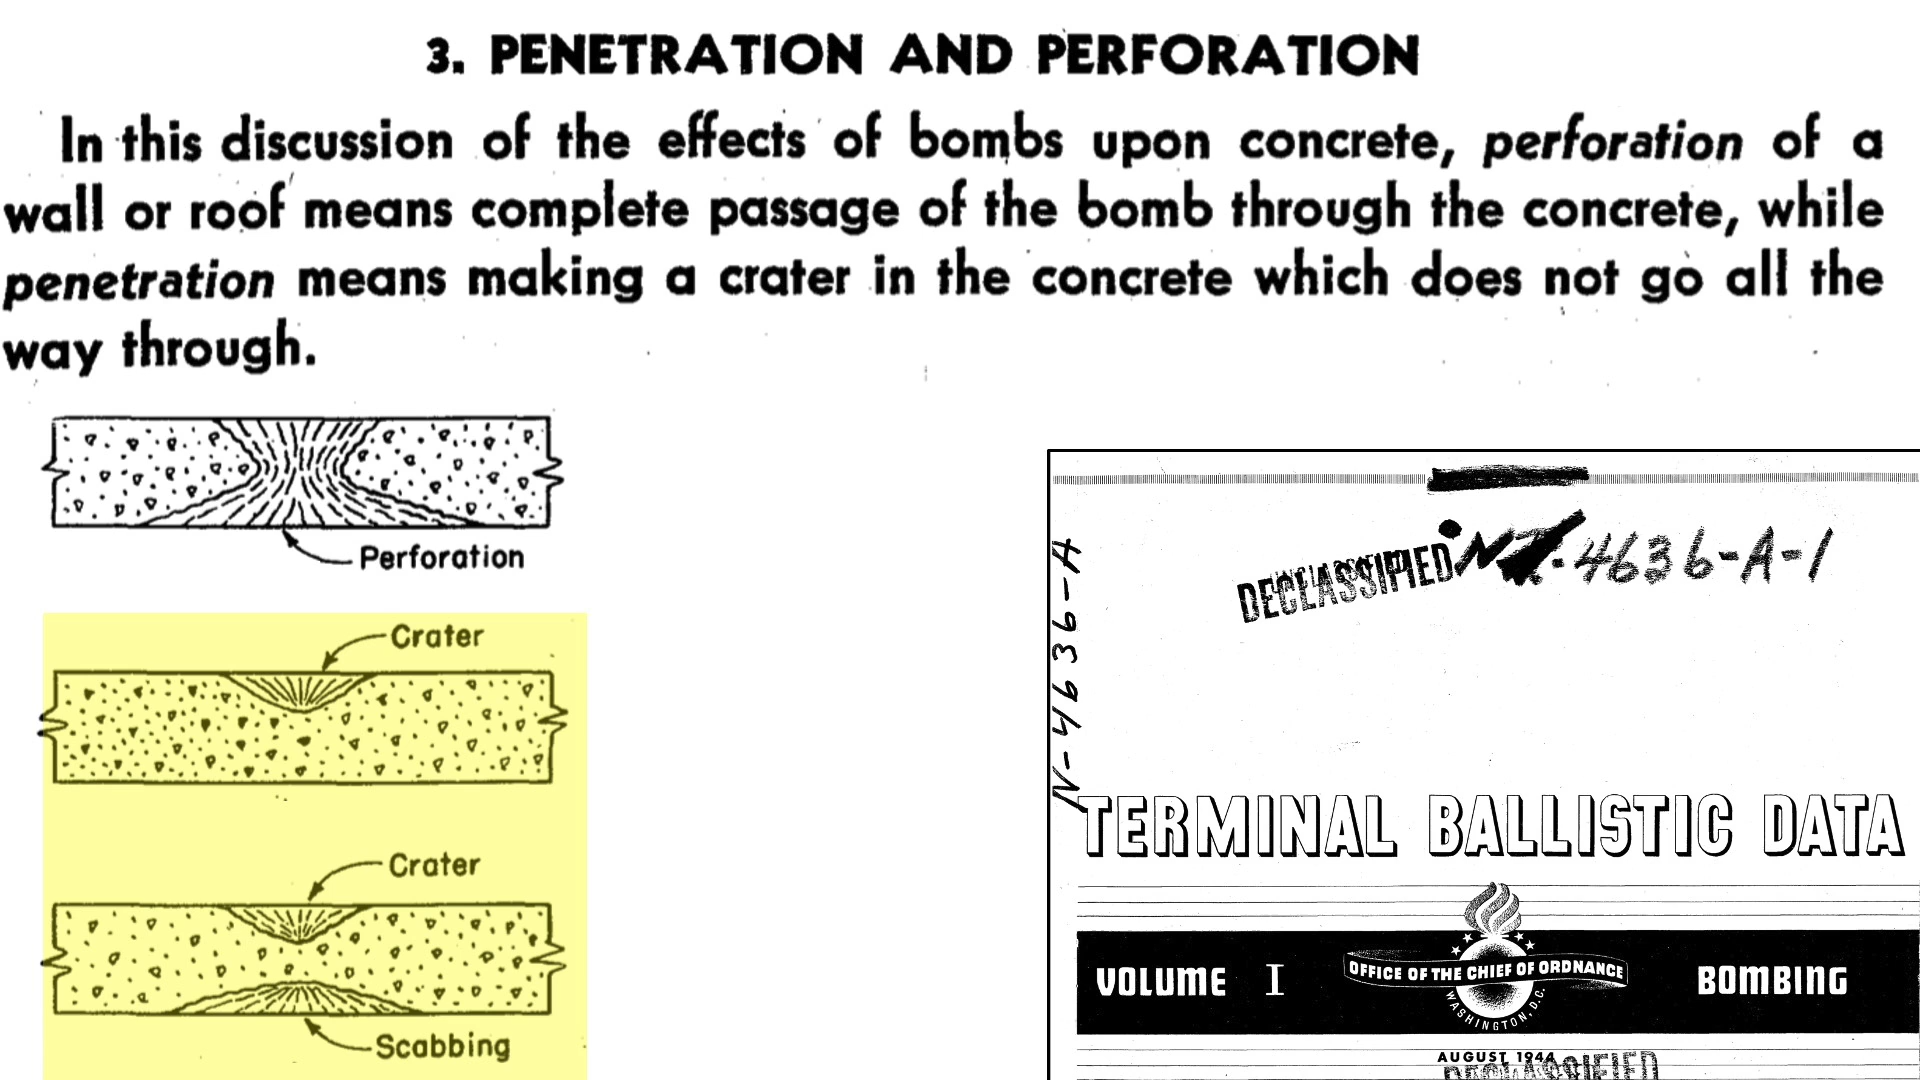 3. PENETRATION AND PERFORATION
In this discussion of the effects of bombs upon concrete, perforation of a
wall or roof means complete passage of the bomb through the concrete, while
penetration means making a crater in the concrete which does not go all the
way through.
Perforation
Crater
Crater
Scabbing
DECLASSIFIED
-4636-A-1
N-4636-A
TERMINAL BALLISTIC DATA
VOLUME I
OFFICE OF THE CHIEF OF ORDNANCE
WASHINGTON, D.C.
BOMBING
AUGUST 1944
DECLASSIFIED